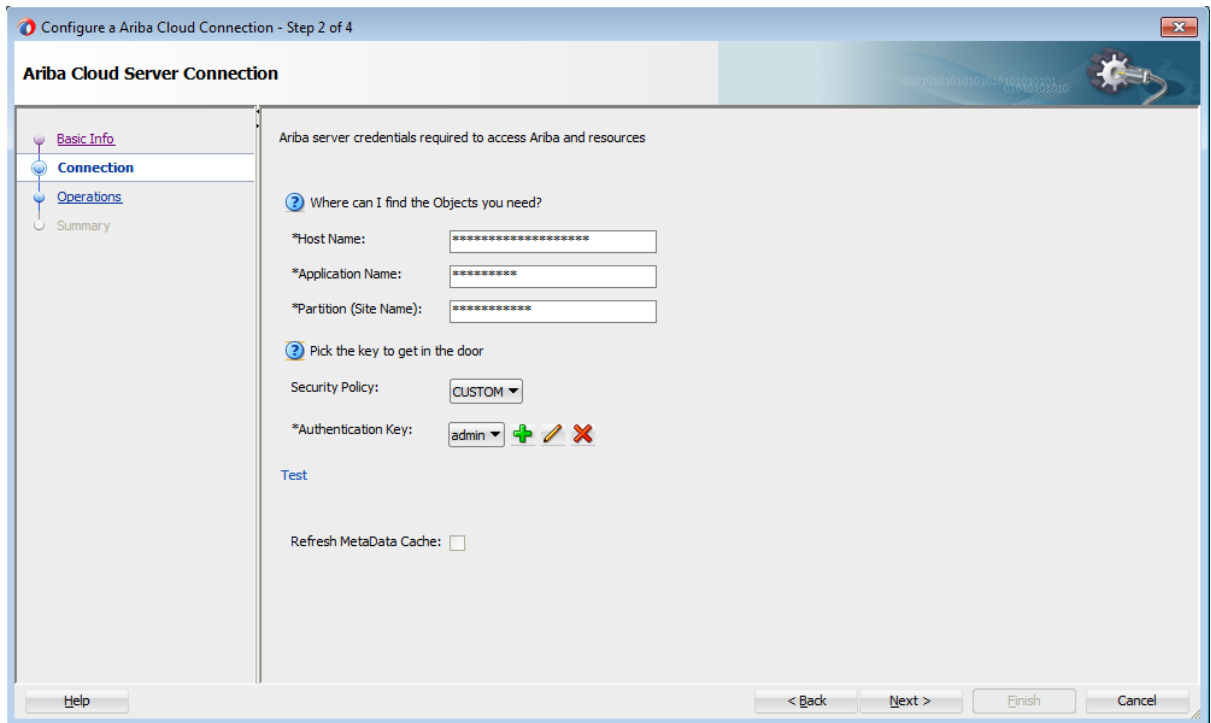 Configure a Ariba Cloud Connection - Step 2 of 4
Ariba Cloud Server Connection
Basic Info
Connection
Operations
Summary
Ariba server credentials required to access Ariba and resources
Where can I find the Objects you need?
*Host Name: *******************
*Application Name: *********
*Partition (Site Name): ***********
Pick the key to get in the door
Security Policy: CUSTOM
*Authentication Key: admin
Test
Refresh MetaData Cache:
Help < Back Next > Finish Cancel